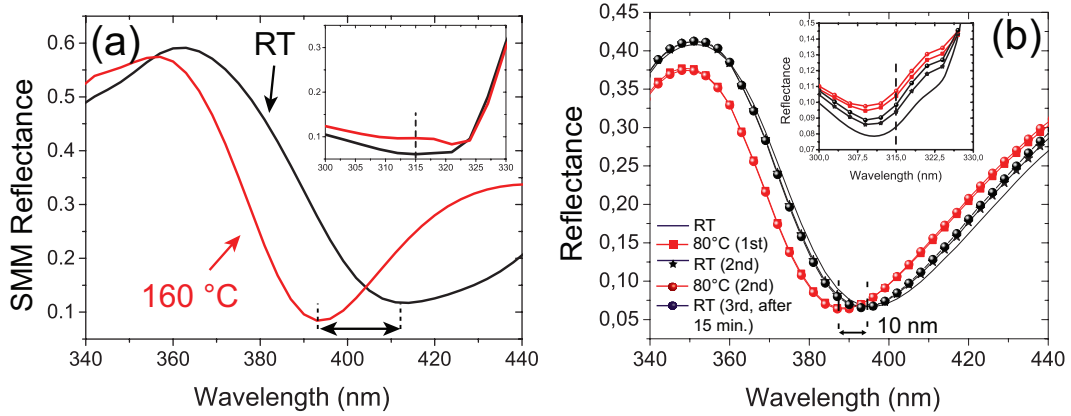 (a)
RT
160 °C
SMM Reflectance
0.6
0.5
0.4
0.3
0.2
0.1
340 360 380 400 420 440
Wavelength (nm)
0.3
0.2
0.1
300 305 310 315 320 325 330
(b)
Reflectance
0,45
0,40
0,35
0,30
0,25
0,20
0,15
0,10
0,05
340 360 380 400 420 440
Wavelength (nm)
RT
80°C (1st)
RT (2nd)
80°C (2nd)
RT (3rd, after
15 min.)
10 nm
Reflectance
0,15
0,14
0,13
0,12
0,11
0,10
0,09
0,08
0,07
300,0 307,5 315,0 322,5 330,0
Wavelength (nm)